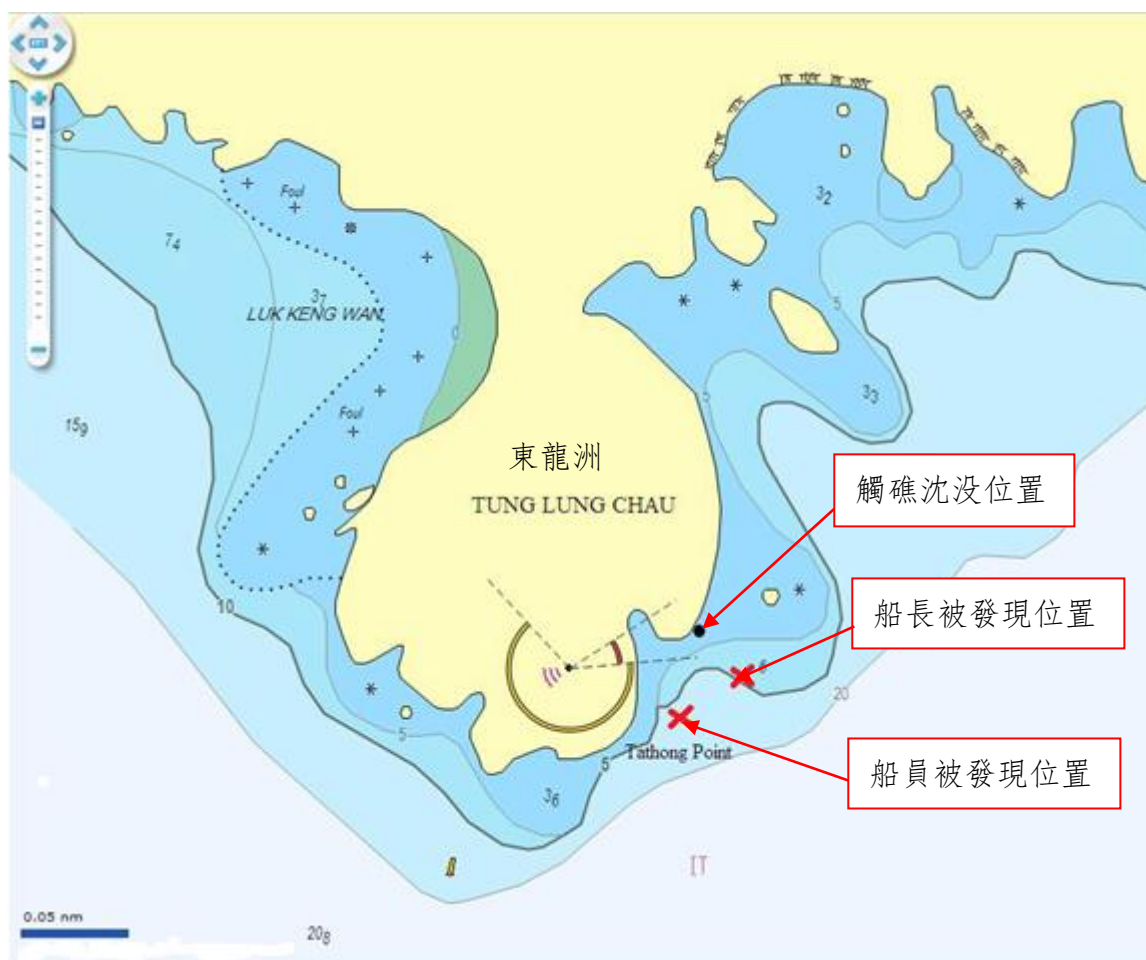 Foul
3₂
7₄
3₇
LUK KENG WAN
0
5
5
3₃
Foul
15₉
東龍洲
TUNG LUNG CHAU
觸礁沈没位置
10
船長被發現位置
20
5
Tathong Point
5
船員被發現位置
3₆
0.05 nm
20₈